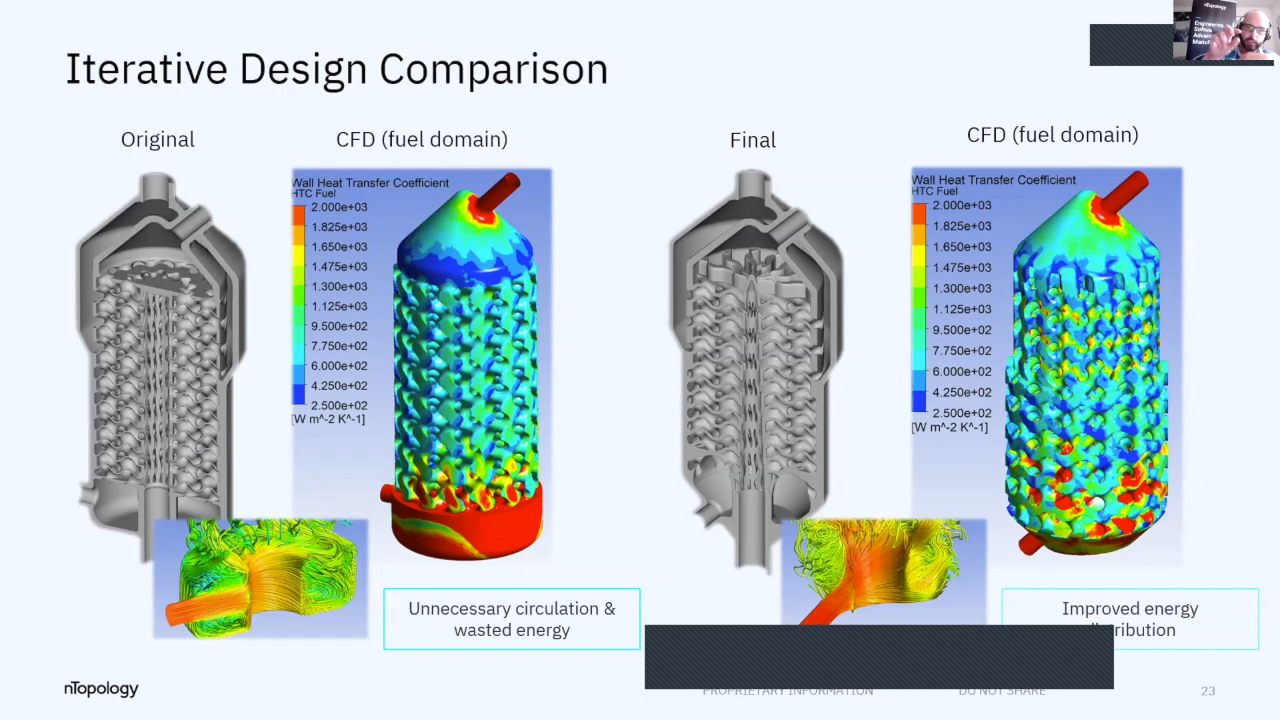 nTopology
Engineering
Iterative Design Comparison
Original
CFD (fuel domain)
Final
CFD (fuel domain)
Wall Heat Transfer Coefficient
HTC Fuel
2.000e+03
1.825e+03
1.650e+03
1.475e+03
1.300e+03
1.125e+03
9.500e+02
7.750e+02
6.000e+02
4.250e+02
2.500e+02
[W m^-2 K^-1]
Wall Heat Transfer Coefficient
HTC Fuel
2.000e+03
1.825e+03
1.650e+03
1.475e+03
1.300e+03
1.125e+03
9.500e+02
7.750e+02
6.000e+02
4.250e+02
2.500e+02
[W m^-2 K^-1]
Unnecessary circulation &
wasted energy
Improved energy
nTopology
PROPRIETARY INFORMATION
DO NOT SHARE
23